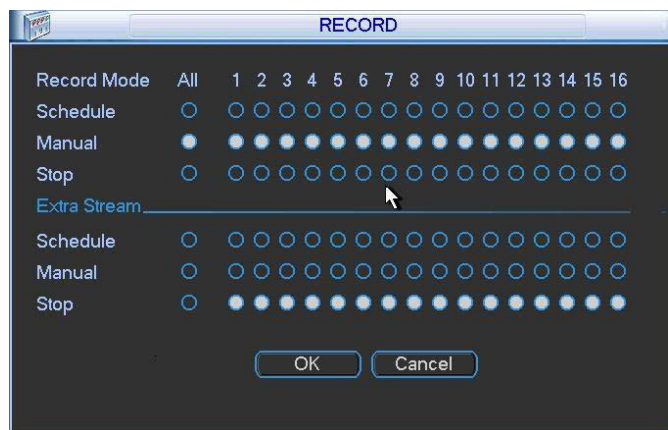 RECORD
Record Mode All 1 2 3 4 5 6 7 8 9 10 11 12 13 14 15 16
Schedule
Manual
Stop
Extra Stream
Schedule
Manual
Stop
OK Cancel